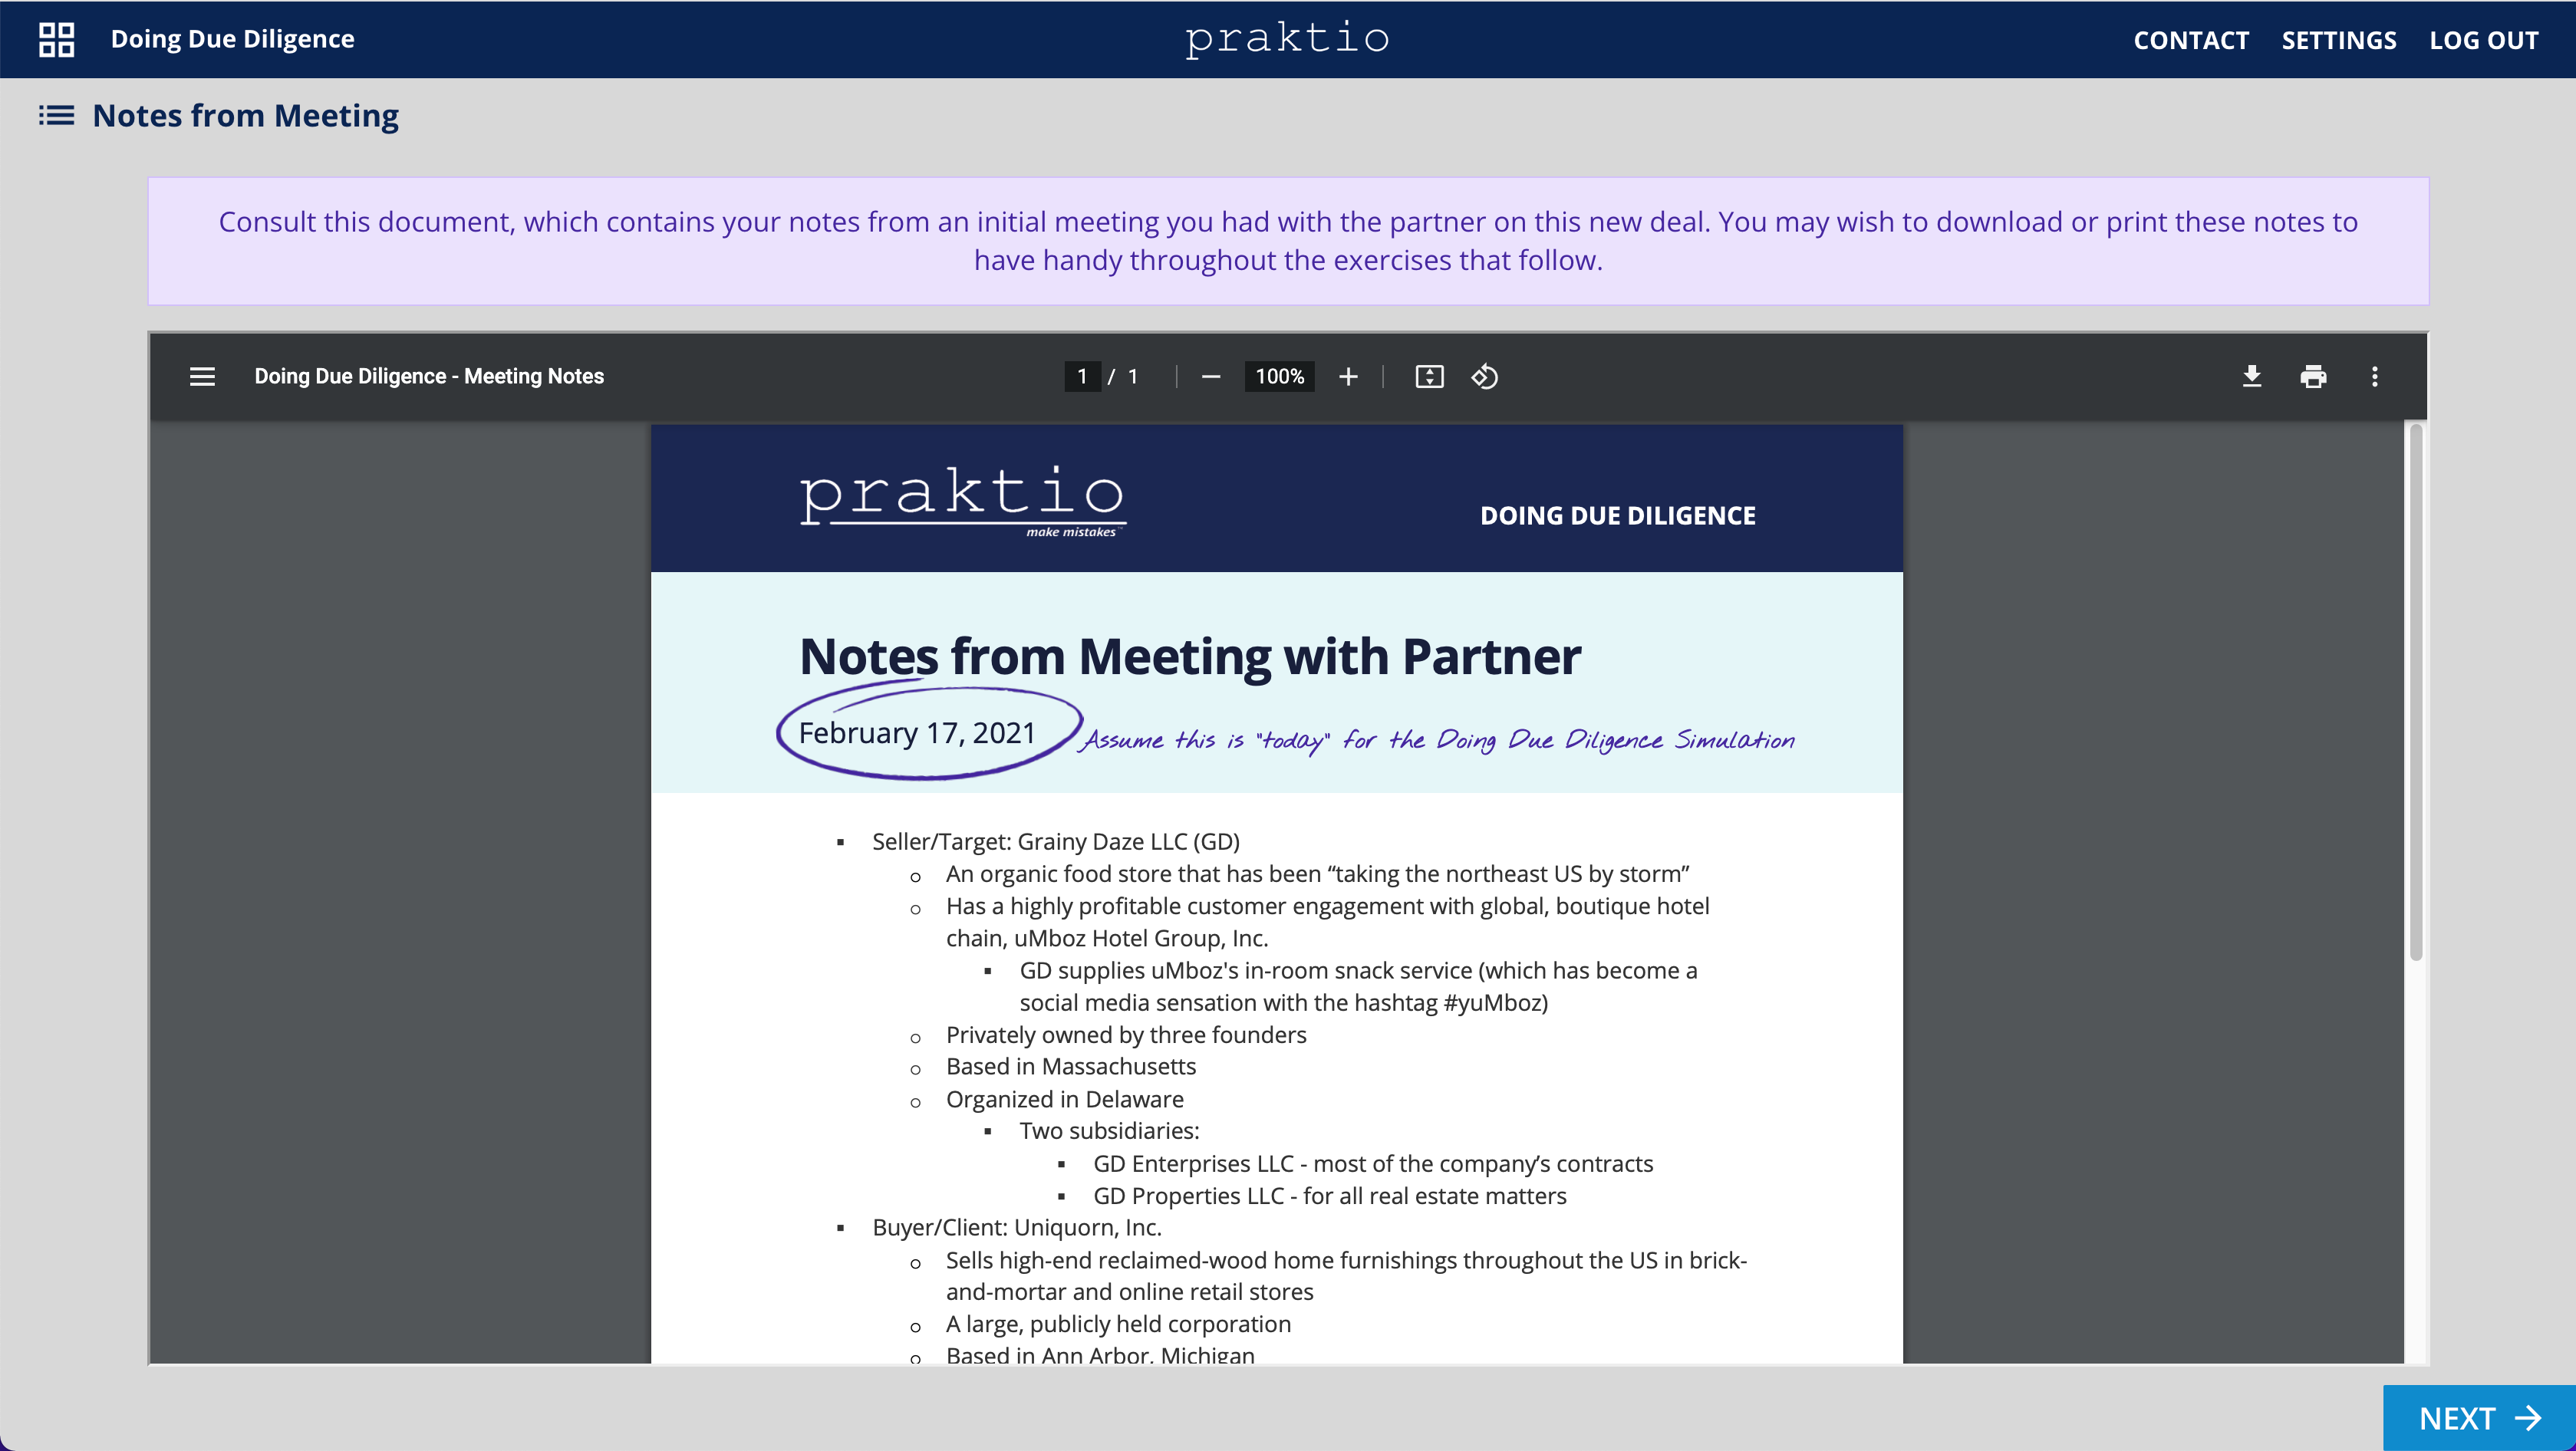 Doing Due Diligence
praktio
CONTACT SETTINGS LOG OUT
Notes from Meeting
Consult this document, which contains your notes from an initial meeting you had with the partner on this new deal. You may wish to download or print these notes to
have handy throughout the exercises that follow.
Doing Due Diligence - Meeting Notes
1 / 1
100%
praktio
make mistakes
DOING DUE DILIGENCE
Notes from Meeting with Partner
February 17, 2021 Assume this is "today" for the Doing Due Diligence Simulation
▪ Seller/Target: Grainy Daze LLC (GD)
o An organic food store that has been “taking the northeast US by storm”
o Has a highly profitable customer engagement with global, boutique hotel
chain, uMboz Hotel Group, Inc.
▪ GD supplies uMboz's in-room snack service (which has become a
social media sensation with the hashtag #yuMboz)
o Privately owned by three founders
o Based in Massachusetts
o Organized in Delaware
▪ Two subsidiaries:
▪ GD Enterprises LLC - most of the company’s contracts
▪ GD Properties LLC - for all real estate matters
▪ Buyer/Client: Uniquorn, Inc.
o Sells high-end reclaimed-wood home furnishings throughout the US in brick-
and-mortar and online retail stores
o A large, publicly held corporation
o Based in Ann Arbor, Michigan
NEXT